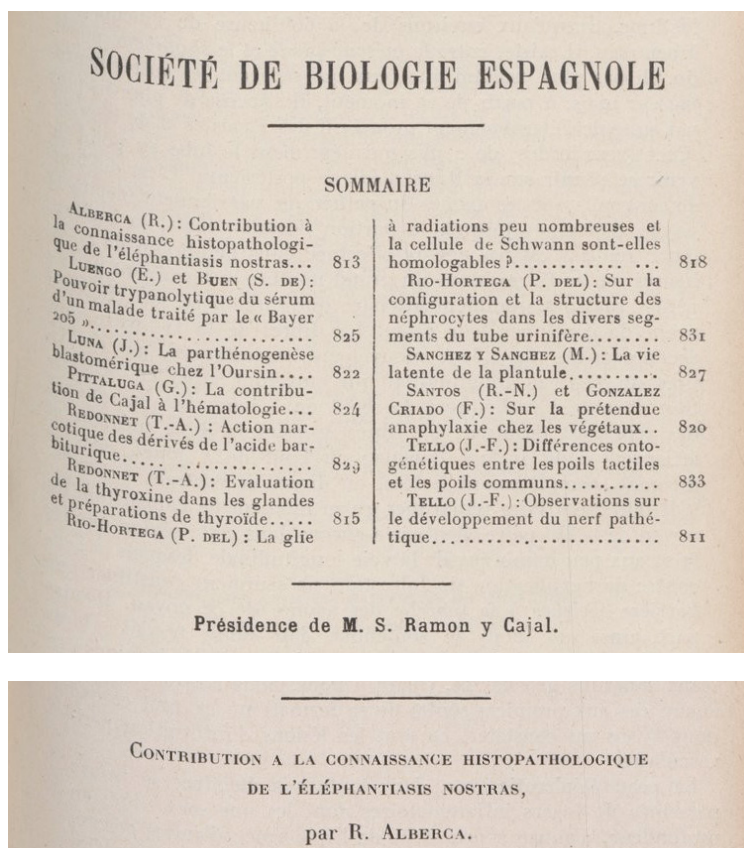 SOCIÉTÉ DE BIOLOGIE ESPAGNOLE
SOMMAIRE
ALBERCA (R.) : Contribution à
la connaissance histopathologi-
que de l'éléphantiasis nostras... 813
LUENGO (E.) et BUEN (S. DE) :
Pouvoir trypanolytique du sérum
d'un malade traité par le « Bayer
205 »........................ 825
LUNA (J.) : La parthénogenèse
blastomérique chez l'Oursin.... 822
PITTALUGA (G.) : La contribu-
tion de Cajal à l'hématologie... 824
REDONNET (T.-A.) : Action nar-
cotique des dérivés de l'acide bar-
biturique..... .............. 829
REDONNET (T.-A.) : Evaluation
de la thyroxine dans les glandes
et préparations de thyroïde..... 815
RIO-HORTEGA (P. DEL) : La glie
à radiations peu nombreuses et
la cellule de Schwann sont-elles
homologables ?............ ... 818
RIO-HORTEGA (P. DEL) : Sur la
configuration et la structure des
néphrocytes dans les divers seg-
ments du tube urinifère........ 831
SANCHEZ Y SANCHEZ (M.) : La vie
latente de la plantule.......... 827
SANTOS (R.-N.) et GONZALEZ
CRIADO (F.) : Sur la prétendue
anaphylaxie chez les végétaux.. 820
TELLO (J.-F.) : Différences onto-
génétiques entre les poils tactiles
et les poils communs........... 833
TELLO (J.-F.) : Observations sur
le développement du nerf pathé-
tique........................ 811
Présidence de M. S. Ramon y Cajal.
CONTRIBUTION A LA CONNAISSANCE HISTOPATHOLOGIQUE
DE L'ÉLÉPHANTIASIS NOSTRAS,
par R. ALBERCA.